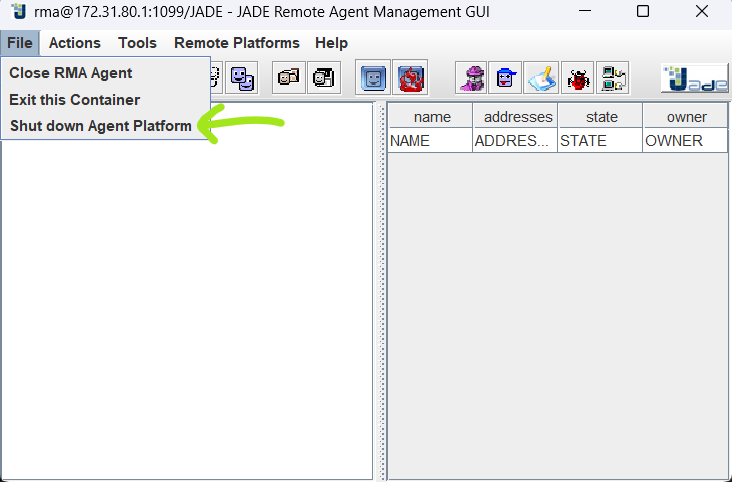 rma@172.31.80.1:1099/JADE - JADE Remote Agent Management GUI
File Actions Tools Remote Platforms Help
Close RMA Agent
Exit this Container
Shut down Agent Platform
Jade
name addresses state owner
NAME ADDRES... STATE OWNER